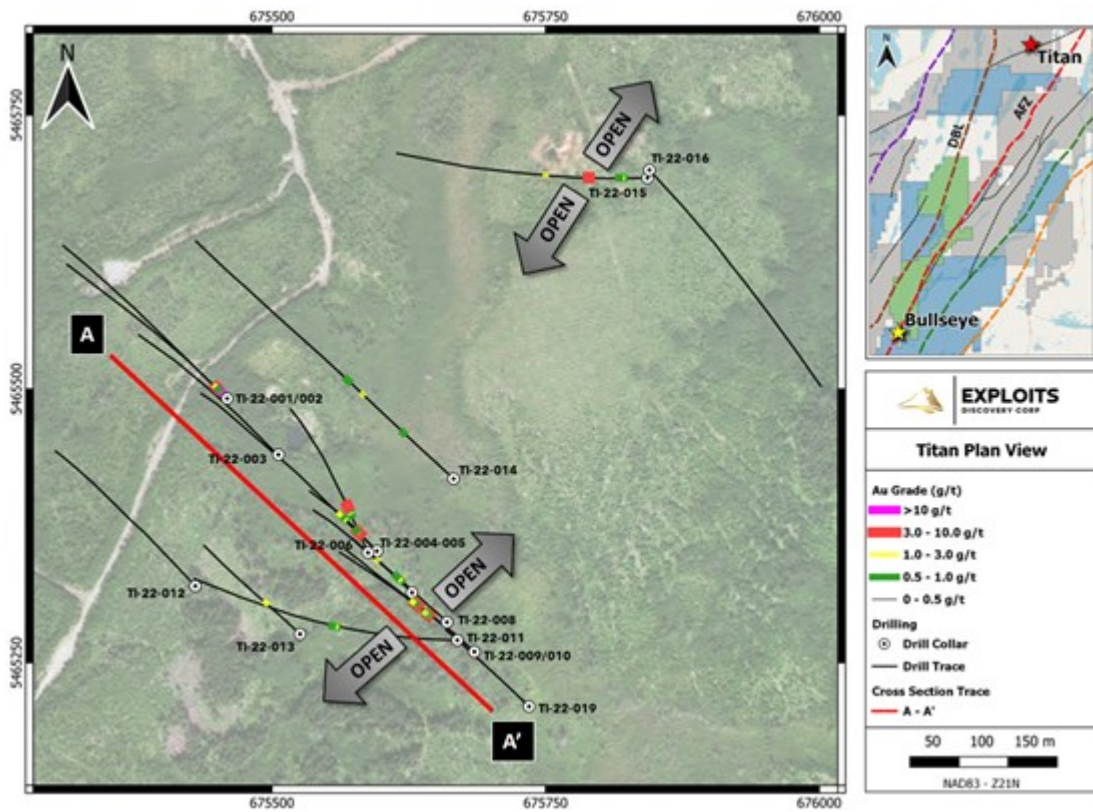 675500 675750 676000
N
5465750
5465500
5465250
OPEN
TI-22-016
TI-22-015
OPEN
A
TI-22-001/002
TI-22-003
TI-22-014
TI-22-006
TI-22-004-005
OPEN
TI-22-012
TI-22-008
TI-22-011
TI-22-013
TI-22-009/010
OPEN
TI-22-019
A'
675500 675750 676000
N
Titan
DBL
AFZ
Bullseye
EXPLOITS
DISCOVERY CORP
Titan Plan View
Au Grade (g/t)
>10 g/t
3.0 - 10.0 g/t
1.0 - 3.0 g/t
0.5 - 1.0 g/t
0 - 0.5 g/t
Drilling
Drill Collar
Drill Trace
Cross Section Trace
A - A'
50 100 150 m
NAD83 - Z21N